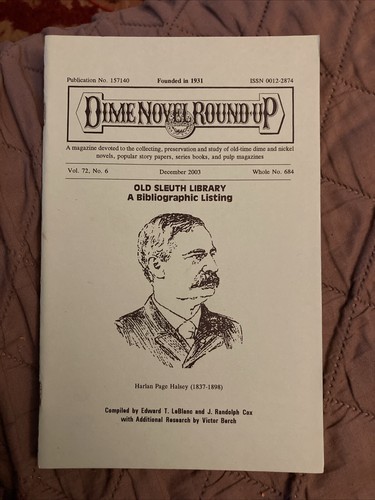 Publication No. 157140 Founded in 1931 ISSN 0012-2874
DIME NOVEL ROUND-UP
A magazine devoted to the collecting, preservation and study of old-time dime and nickel
novels, popular story papers, series books, and pulp magazines
Vol. 72, No. 6 December 2003 Whole No. 684
OLD SLEUTH LIBRARY
A Bibliographic Listing
Harlan Page Halsey (1837-1898)
Compiled by Edward T. LeBlanc and J. Randolph Cox
with Additional Research by Victor Berch